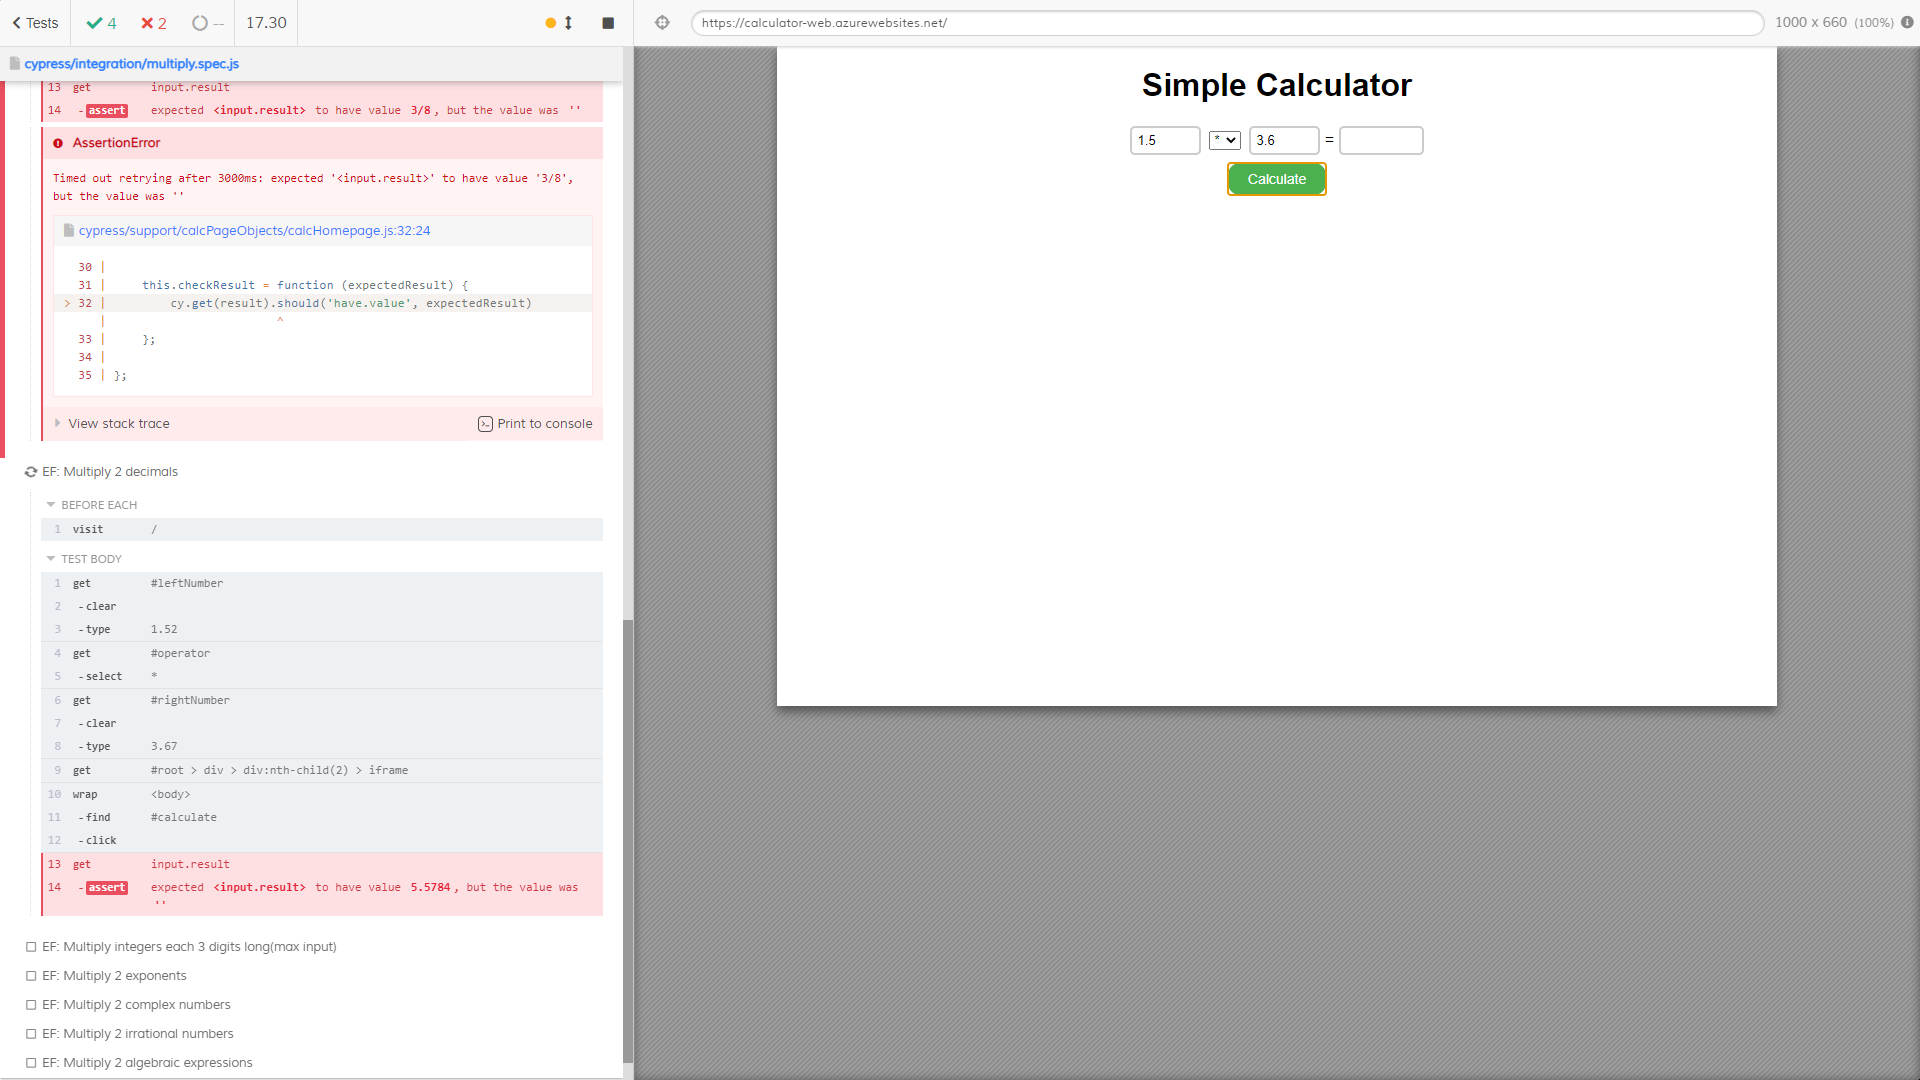 Tests 4 2 -- 17.30
https://calculator-web.azurewebsites.net/
1000 x 660 (100%)
cypress/integration/multiply.spec.js
13 get input.result
14 -assert expected <input.result> to have value 3/8, but the value was ''
AssertionError
Timed out retrying after 3000ms: expected '<input.result>' to have value '3/8',
but the value was ''
cypress/support/calcPageObjects/calcHomepage.js:32:24
30 |
31 | this.checkResult = function (expectedResult) {
> 32 | cy.get(result).should('have.value', expectedResult)
| ^
33 | };
34 |
35 | };
View stack trace
Print to console
EF: Multiply 2 decimals
BEFORE EACH
1 visit /
TEST BODY
1 get #leftNumber
2 -clear
3 -type 1.52
4 get #operator
5 -select *
6 get #rightNumber
7 -clear
8 -type 3.67
9 get #root > div > div:nth-child(2) > iframe
10 wrap <body>
11 -find #calculate
12 -click
13 get input.result
14 -assert expected <input.result> to have value 5.5784, but the value was
''
EF: Multiply integers each 3 digits long(max input)
EF: Multiply 2 exponents
EF: Multiply 2 complex numbers
EF: Multiply 2 irrational numbers
EF: Multiply 2 algebraic expressions
Simple Calculator
1.5 * 3.6 =
Calculate